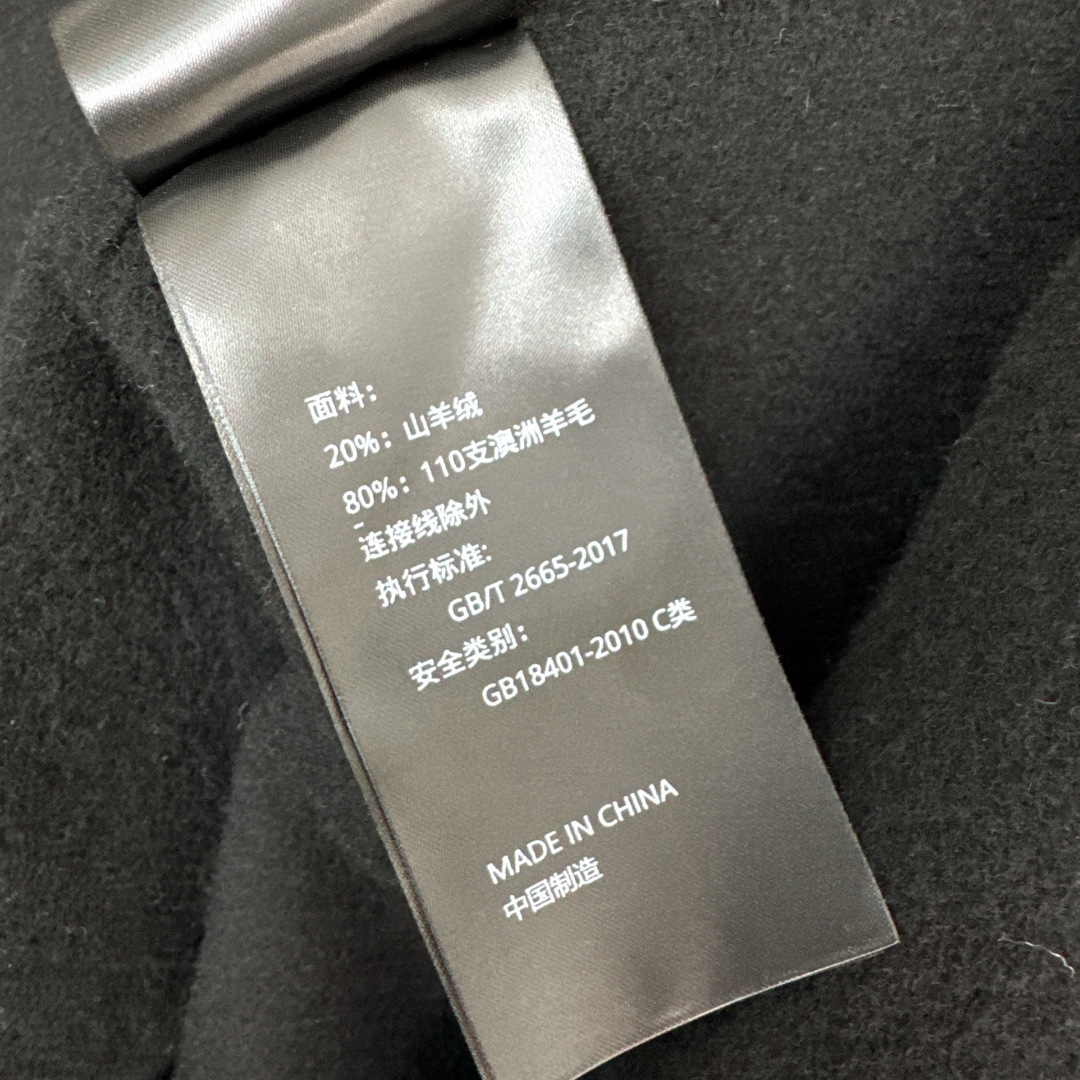 面料：
20%：山羊绒
80%：110支澳洲羊毛
连接线除外
执行标准:
GB/T 2665-2017
安全类别：
GB18401-2010 C类
MADE IN CHINA
中国制造